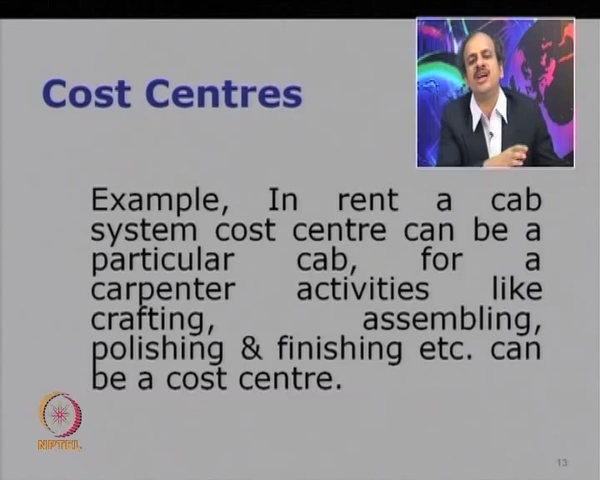 Cost Centres
Example, In rent a cab
system cost centre can be a
particular cab, for a
carpenter activities like
crafting, assembling,
polishing & finishing etc. can
be a cost centre.
NPTEL
13